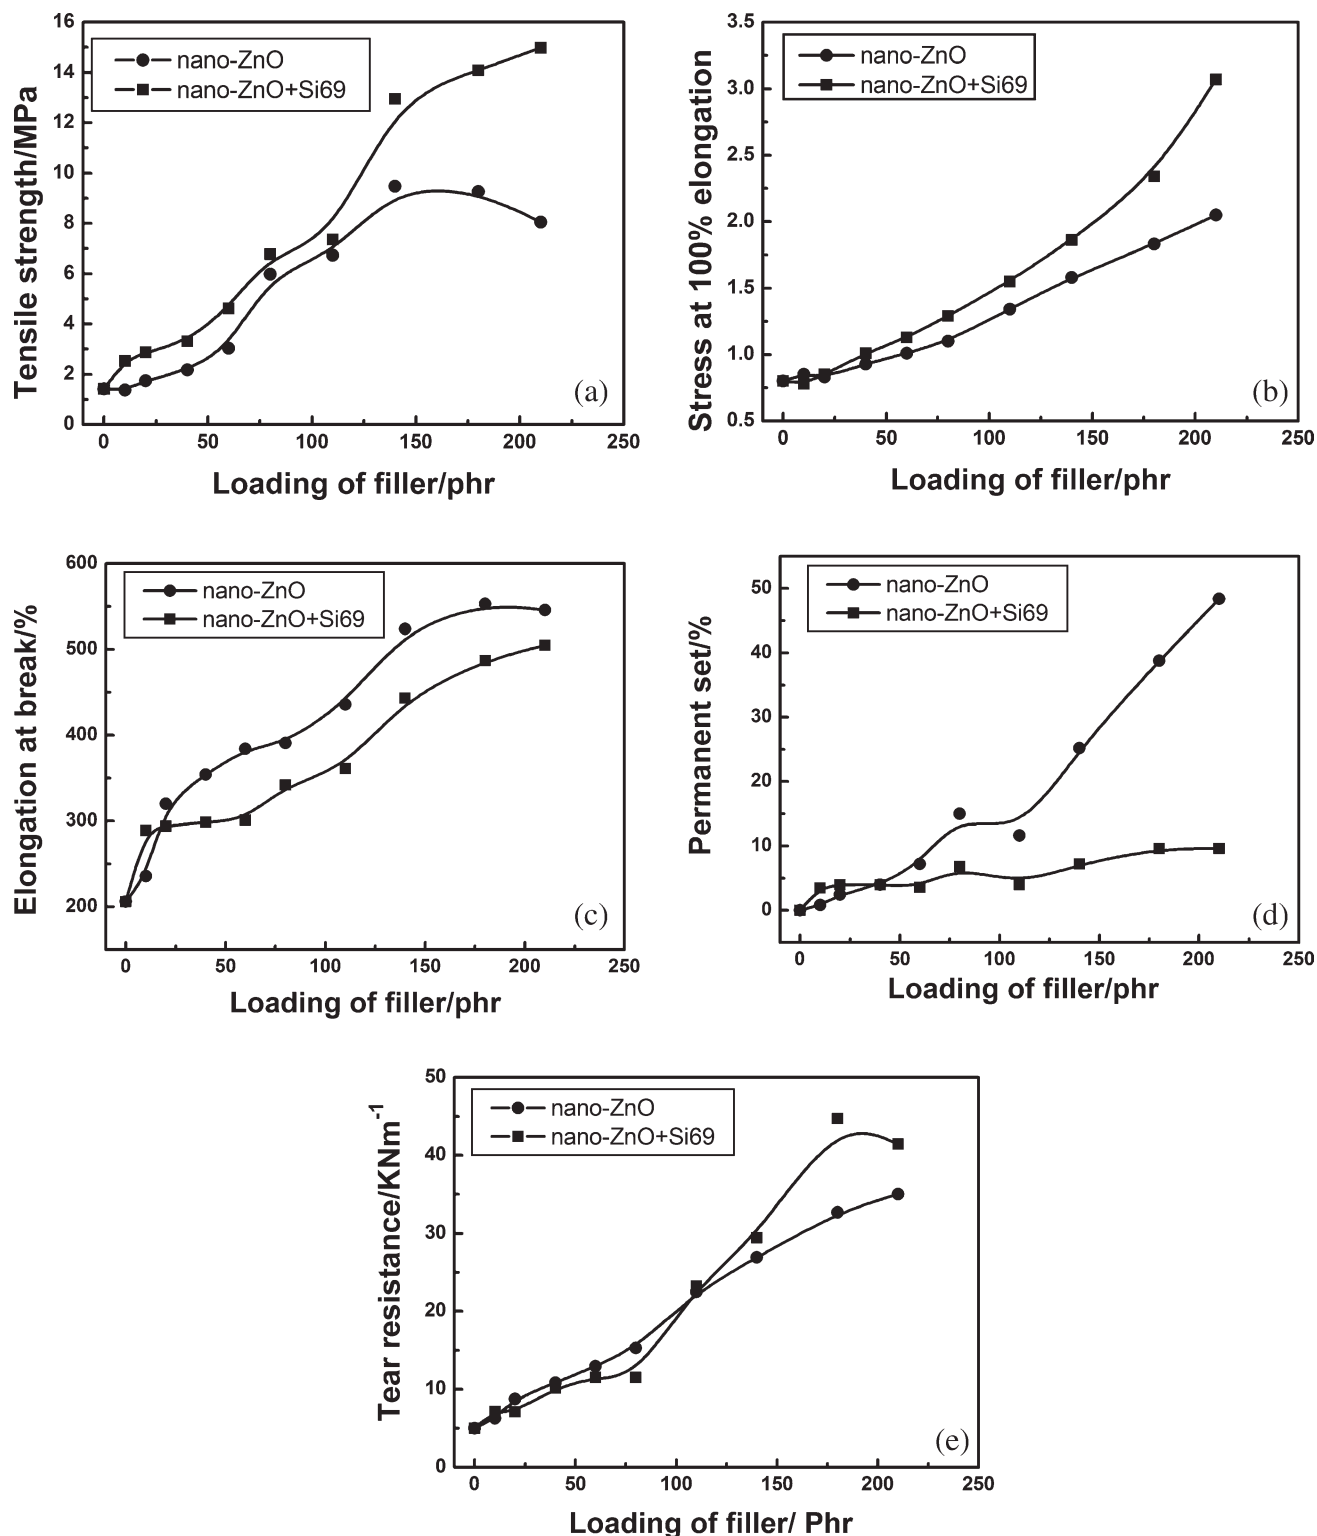 16
14
12
10
8
6
4
2
0
Tensile strength/MPa
nano-ZnO
nano-ZnO+Si69
(a)
0 50 100 150 200 250
Loading of filler/phr
3.5
3.0
2.5
2.0
1.5
1.0
0.5
Stress at 100% elongation
nano-ZnO
nano-ZnO+Si69
(b)
0 50 100 150 200 250
Loading of filler/phr
600
500
400
300
200
Elongation at break/%
nano-ZnO
nano-ZnO+Si69
(c)
0 50 100 150 200 250
Loading of filler/phr
50
40
30
20
10
0
Permanent set/%
nano-ZnO
nano-ZnO+Si69
(d)
0 50 100 150 200 250
Loading of filler/phr
50
40
30
20
10
0
Tear resistance/KNm⁻¹
nano-ZnO
nano-ZnO+Si69
(e)
0 50 100 150 200 250
Loading of filler/ Phr